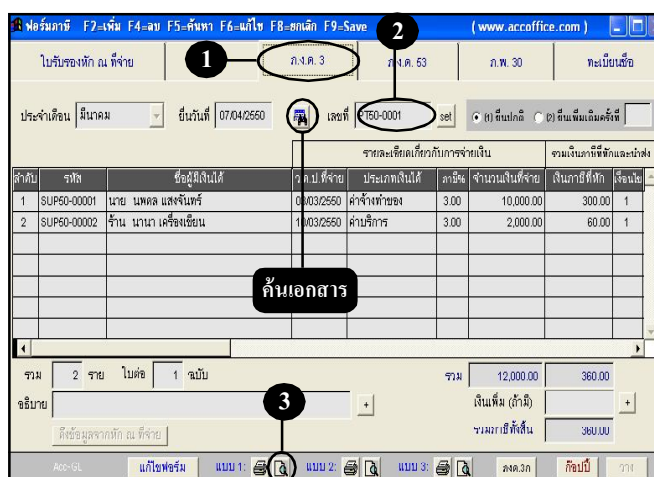 ฟอร์มภาษี F2=เพิ่ม F4=ลบ F5=ค้นหา F6=แก้ไข F8=ยกเลิก F9=Save ( www.accoffice.com )
2
1
ใบรับรองหัก ณ ที่จ่าย ภ.ง.ด. 3 ภ.ง.ด. 53 ภ.พ. 30 ทะเบียนชื่อ
ประจำเดือน มีนาคม ยื่นวันที่ 07/04/2550 เลขที่ PT50-0001 set (1) ยื่นปกติ (2) ยื่นเพิ่มเติมครั้งที่
รายละเอียดเกี่ยวกับการจ่ายเงิน รวมเงินภาษีที่หักและนำส่ง
ลำดับ รหัส ชื่อผู้มีเงินได้ ว.ด.ป.ที่จ่าย ประเภทเงินได้ ภาษี% จำนวนเงินที่จ่าย เงินภาษีที่หัก เงื่อนไข
1 SUP50-00001 นาย นพดล แสงจันทร์ /03/2550 ค่าจ้างทำของ 3.00 10,000.00 300.00 1
2 SUP50-00002 ร้าน นานา เครื่องเขียน /03/2550 ค่าบริการ 3.00 2,000.00 60.00 1
ค้นเอกสาร
รวม 2 ราย ใบต่อ 1 ฉบับ รวม 12,000.00 360.00
อธิบาย + เงินเพิ่ม (ถ้ามี) +
3
ดึงข้อมูลจากหัก ณ ที่จ่าย รวมภาษีทั้งสิ้น 360.00
Acc-GL แก้ไขฟอร์ม แบบ 1: แบบ 2: แบบ 3: ภงด.3ก ก๊อปปี้ วาง